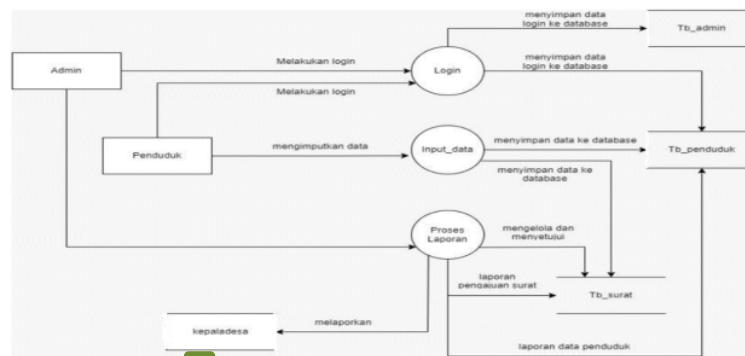 menyimpan data
login ke database
Tb_admin
Admin
Melakukan login
Login
menyimpan data
login ke database
Melakukan login
Penduduk
mengimputkan data
Input_data
menyimpan data ke database
Tb_penduduk
menyimpan data ke
database
Proses
Laporan
mengelola dan
menyetujui
laporan
pengajuan surat
Tb_surat
kepaladesa
melaporkan
laporan data penduduk